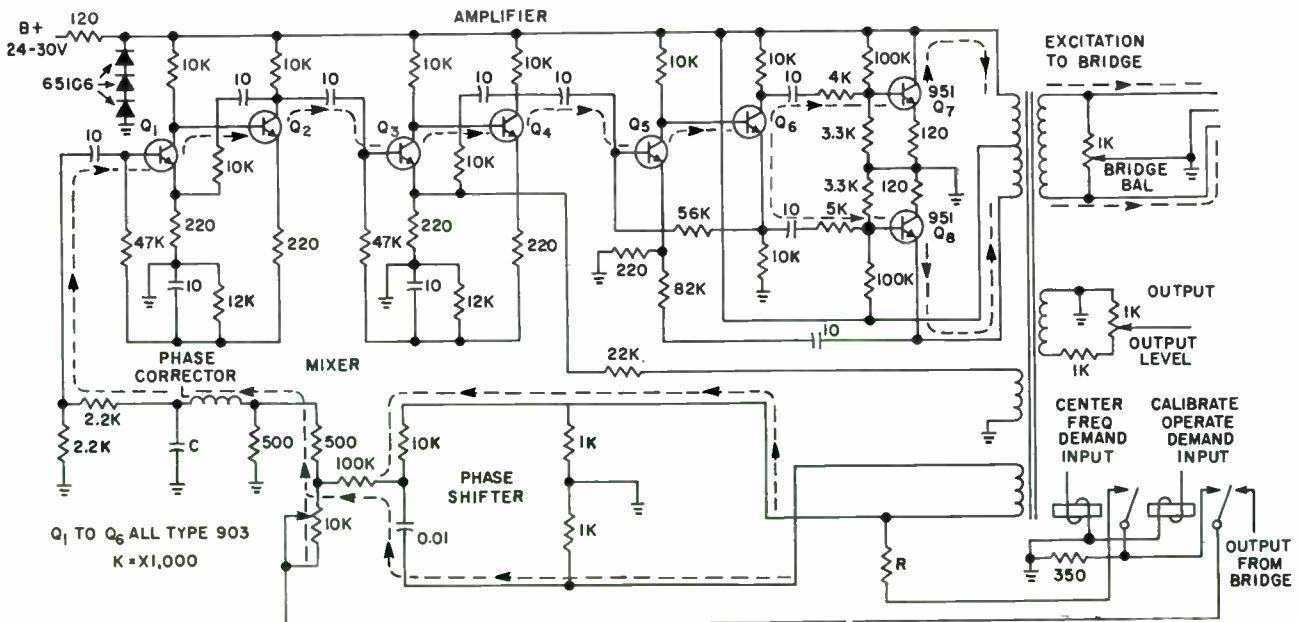 AMPLIFIER
B+
24-30V
120
651C6
10K
10K
10K
10K
10K
10K
100K
10
10
10
10
10
4K
951
Q7
EXCITATION
TO BRIDGE
10
Q1
Q2
Q3
Q4
Q5
Q6
10K
10K
3.3K
120
1K
BRIDGE
BAL
3.3K
120
220
220
56K
10
5K
951
Q8
47K
220
47K
220
220
10K
100K
10
12K
10
12K
82K
10
OUTPUT
1K
OUTPUT
LEVEL
1K
PHASE
CORRECTOR
MIXER
22K
2.2K
2.2K
C
500
500
100K
10K
PHASE
SHIFTER
1K
1K
10K
0.01
CENTER
FREQ
DEMAND
INPUT
CALIBRATE
OPERATE
DEMAND
INPUT
Q1 TO Q6 ALL TYPE 903
K = X1,000
R
350
OUTPUT
FROM
BRIDGE